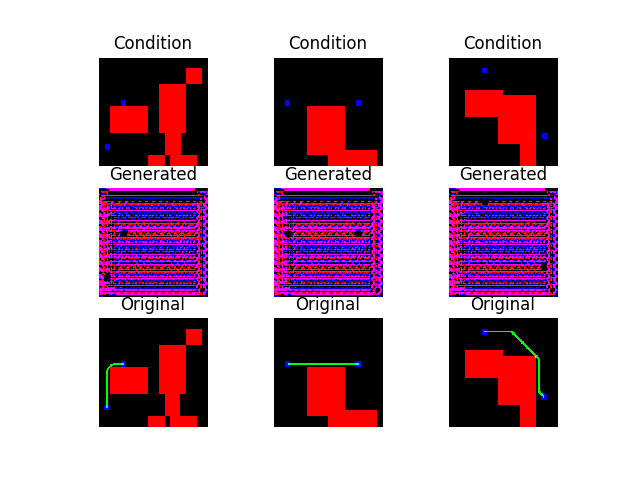 Condition Condition Condition
Generated Generated Generated
Original Original Original